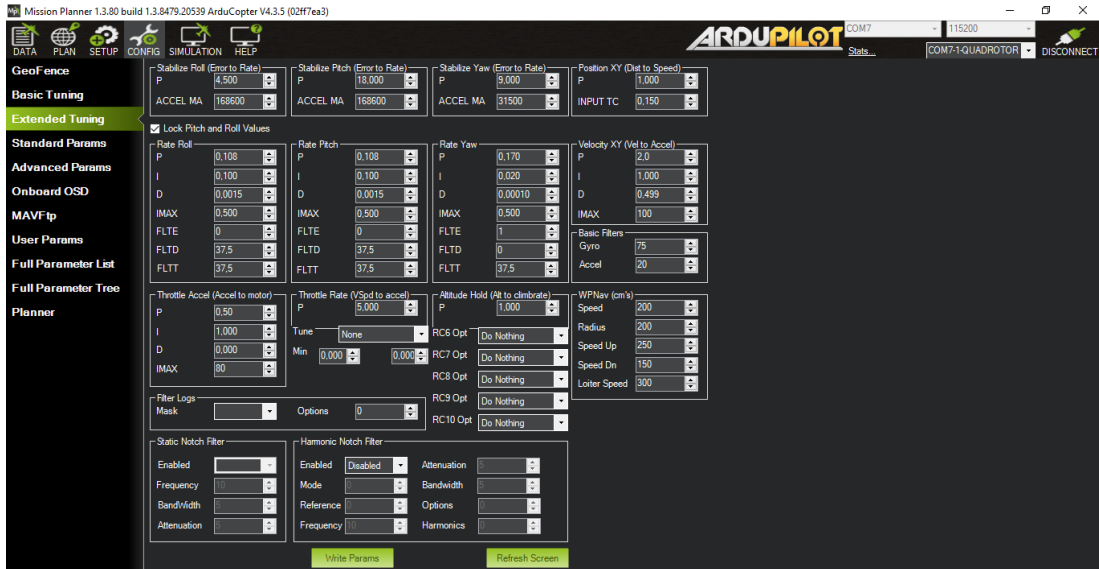 Mission Planner 1.3.80 build 1.3.8479.20539 ArduCopter V4.3.5 (02ff7ea3)
DATA PLAN SETUP CONFIG SIMULATION HELP
ARDUPILOT
COM7 115200
Stats... COM7-1-QUADROTOR DISCONNECT
GeoFence
Basic Tuning
Extended Tuning
Standard Params
Advanced Params
Onboard OSD
MAVFtp
User Params
Full Parameter List
Full Parameter Tree
Planner
Stabilize Roll (Error to Rate)
P 4,500
ACCEL MA 168600
Stabilize Pitch (Error to Rate)
P 18,000
ACCEL MA 168600
Stabilize Yaw (Error to Rate)
P 9,000
ACCEL MA 31500
Position XY (Dist to Speed)
P 1,000
INPUT TC 0,150
Lock Pitch and Roll Values
Rate Roll
P 0,108
I 0,100
D 0,0015
IMAX 0,500
FLTE 0
FLTD 37,5
FLTT 37,5
Rate Pitch
P 0,108
I 0,100
D 0,0015
IMAX 0,500
FLTE 0
FLTD 37,5
FLTT 37,5
Rate Yaw
P 0,170
I 0,020
D 0,00010
IMAX 0,500
FLTE 1
FLTD 0
FLTT 37,5
Velocity XY (Vel to Accel)
P 2,0
I 1,000
D 0,499
IMAX 100
Basic Filters
Gyro 75
Accel 20
Throttle Accel (Accel to motor)
P 0,50
I 1,000
D 0,000
IMAX 80
Throttle Rate (VSpd to accel)
P 5,000
Tune None
Min 0,000 0,000
Altitude Hold (Alt to climbrate)
P 1,000
RC6 Opt Do Nothing
RC7 Opt Do Nothing
RC8 Opt Do Nothing
RC9 Opt Do Nothing
RC10 Opt Do Nothing
WPNav (cm's)
Speed 200
Radius 200
Speed Up 250
Speed Dn 150
Loiter Speed 300
Filter Logs
Mask Options 0
Static Notch Filter
Enabled
Frequency 10
BandWidth 5
Attenuation 5
Harmonic Notch Filter
Enabled Disabled Attenuation 5
Mode 0 Bandwidth 5
Reference 0 Options 0
Frequency 10 Harmonics 0
Write Params Refresh Screen